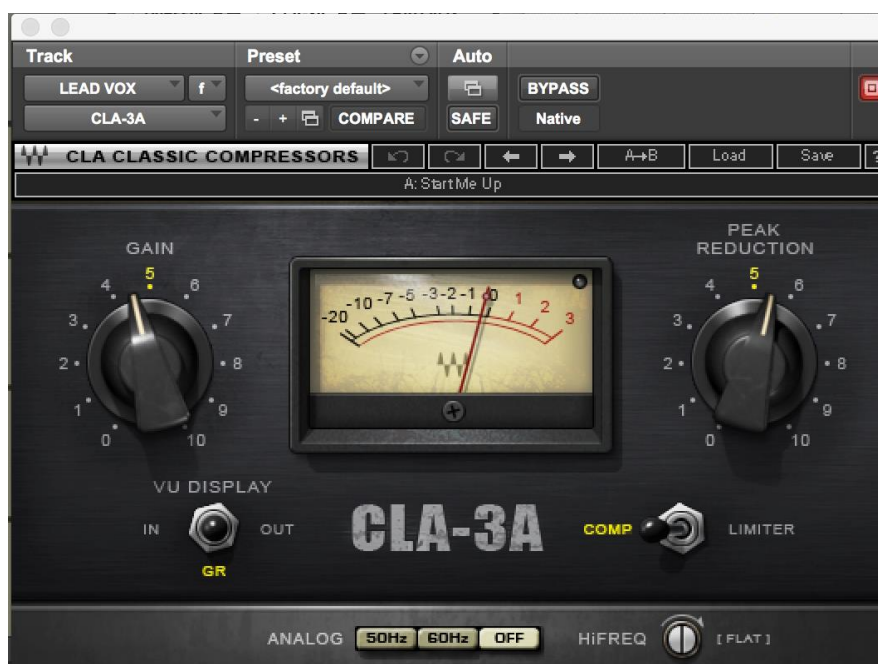 Track Preset Auto
LEAD VOX f <factory default> BYPASS
CLA-3A - + COMPARE SAFE Native
CLA CLASSIC COMPRESSORS A→B Load Save ?
A: Start Me Up
GAIN
0 1 2 3 4 5 6 7 8 9 10
-20 -10 -7 -5 -3 -2 -1 0 1 2 3
PEAK
REDUCTION
0 1 2 3 4 5 6 7 8 9 10
VU DISPLAY
IN OUT
GR
CLA-3A
COMP LIMITER
ANALOG 50Hz 60Hz OFF HiFREQ [FLAT]